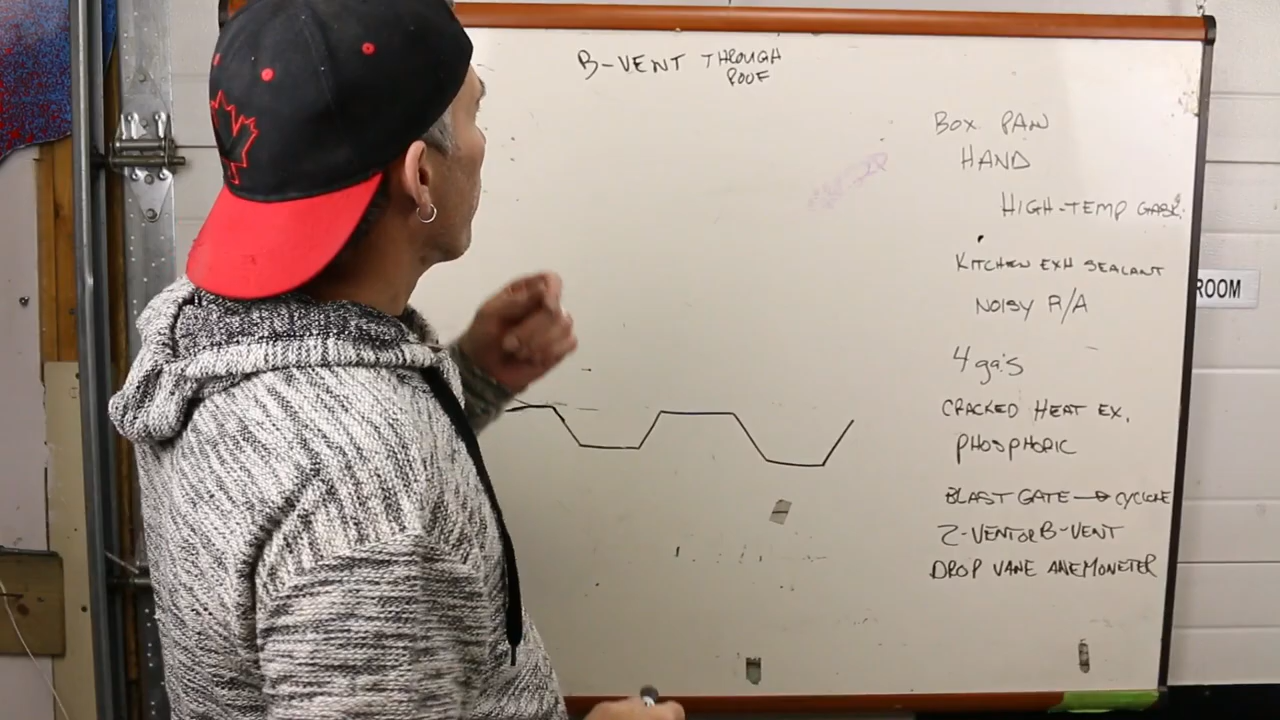 B-VENT THROUGH
ROOF
BOX PAN
HAND
HIGH-TEMP GASK.
KITCHEN EXH SEALANT
NOISY R/A
4 ga's
CRACKED HEAT EX.
PHOSPHORIC
BLAST GATE → CYCLONE
Z-VENT OR B-VENT
DROP VANE ANEMOMETER
ROOM